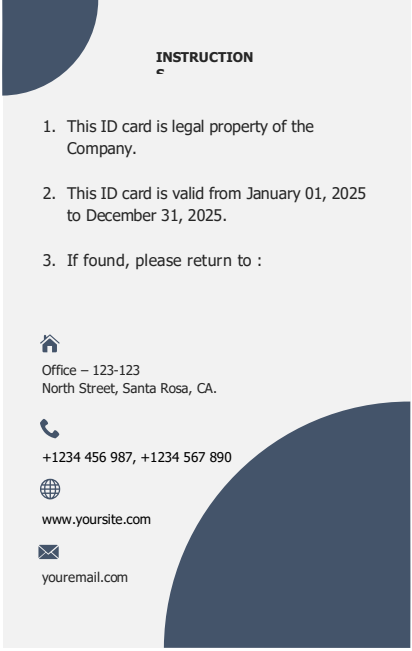 INSTRUCTION
S
1. This ID card is legal property of the
Company.
2. This ID card is valid from January 01, 2025
to December 31, 2025.
3. If found, please return to :
Office – 123-123
North Street, Santa Rosa, CA.
+1234 456 987, +1234 567 890
www.yoursite.com
youremail.com